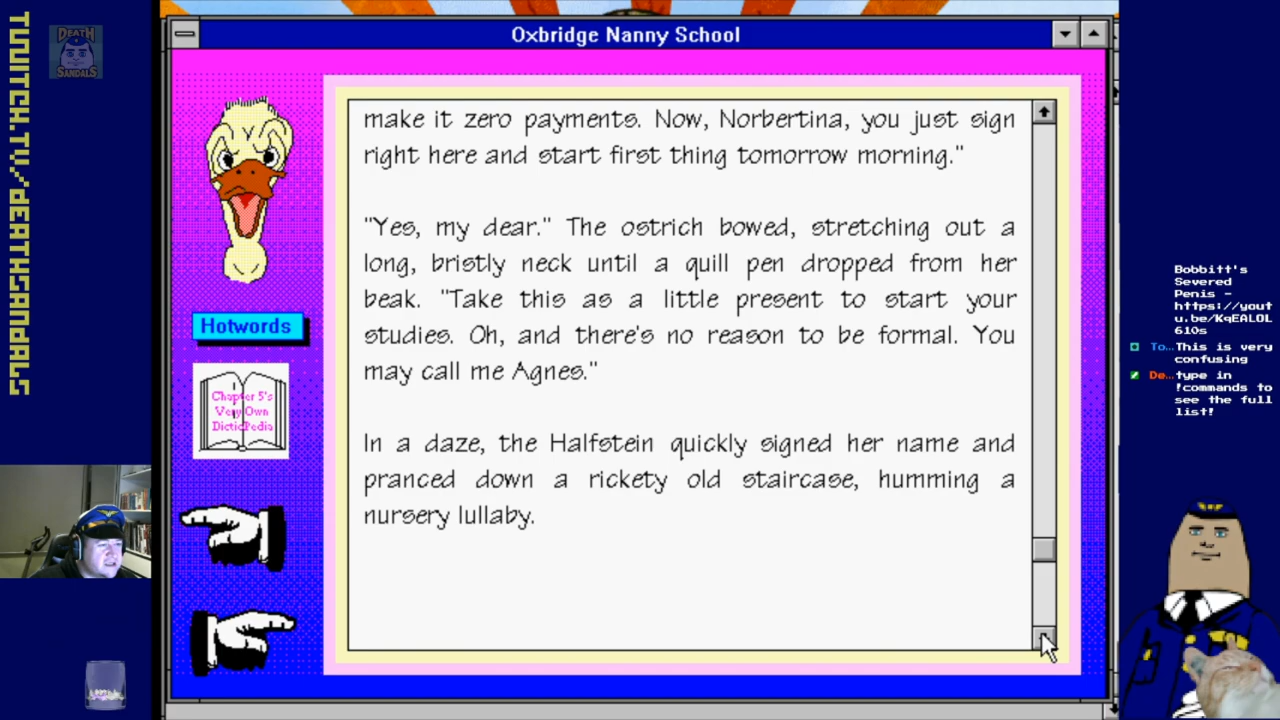 TWITCH.TV/DEATHSANDALS
DEATH
SANDALS
Oxbridge Nanny School
make it zero payments. Now, Norbertina, you just sign
right here and start first thing tomorrow morning."
"Yes, my dear." The ostrich bowed, stretching out a
long, bristly neck until a quill pen dropped from her
beak. "Take this as a little present to start your
studies. Oh, and there's no reason to be formal. You
may call me Agnes."
In a daze, the Halfstein quickly signed her name and
pranced down a rickety old staircase, humming a
nursery lullaby.
Hotwords
Chapter 5's
Very Own
DicticPedia
Bobbitt's
Severed
Penis -
https://yout
u.be/KqEALOL
610s
To...This is very
confusing
De...type in
!commands to
see the full
list!